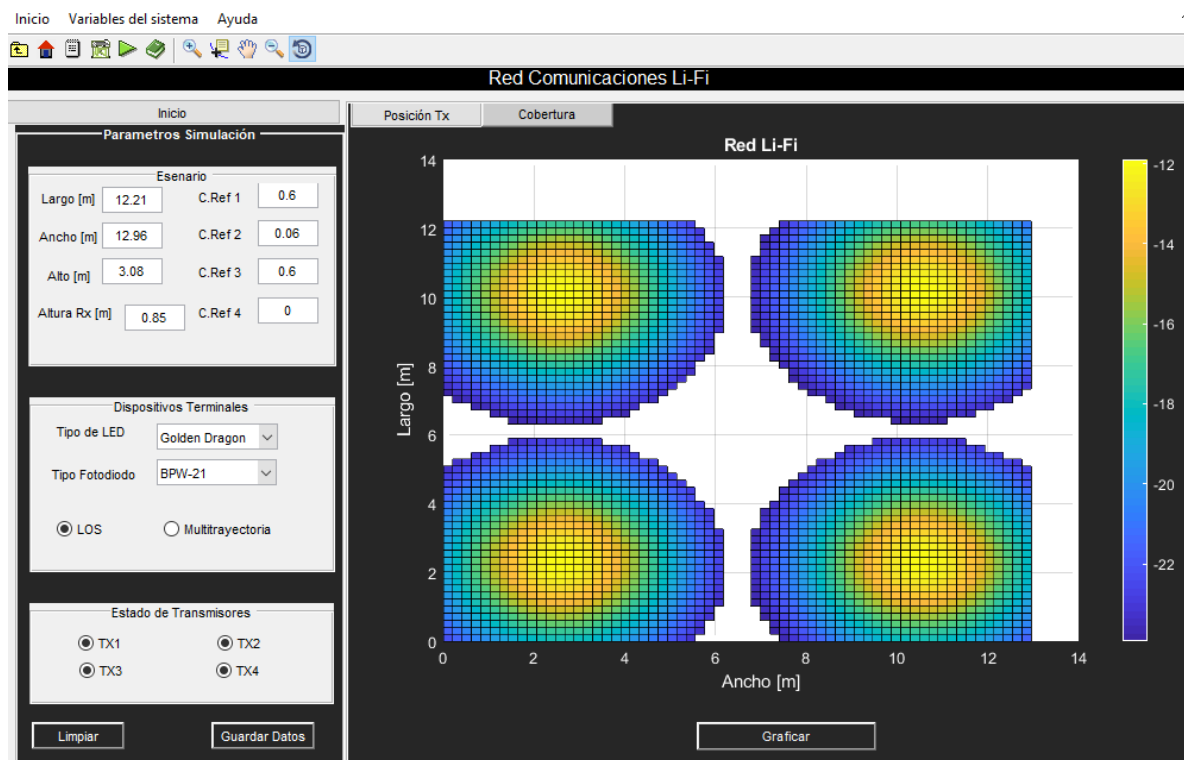 Inicio Variables del sistema Ayuda
Red Comunicaciones Li-Fi
Inicio
Parametros Simulación
Esenario
Largo [m] 12.21 C.Ref 1 0.6
Ancho [m] 12.96 C.Ref 2 0.06
Alto [m] 3.08 C.Ref 3 0.6
Altura Rx [m] 0.85 C.Ref 4 0
Dispositivos Terminales
Tipo de LED Golden Dragon
Tipo Fotodiodo BPW-21
LOS Multitrayectoria
Estado de Transmisores
TX1 TX2
TX3 TX4
Limpiar Guardar Datos
Posición Tx Cobertura
Red Li-Fi
14
12
10
8
6
4
2
0
Largo [m]
0 2 4 6 8 10 12 14
Ancho [m]
-12
-14
-16
-18
-20
-22
Graficar